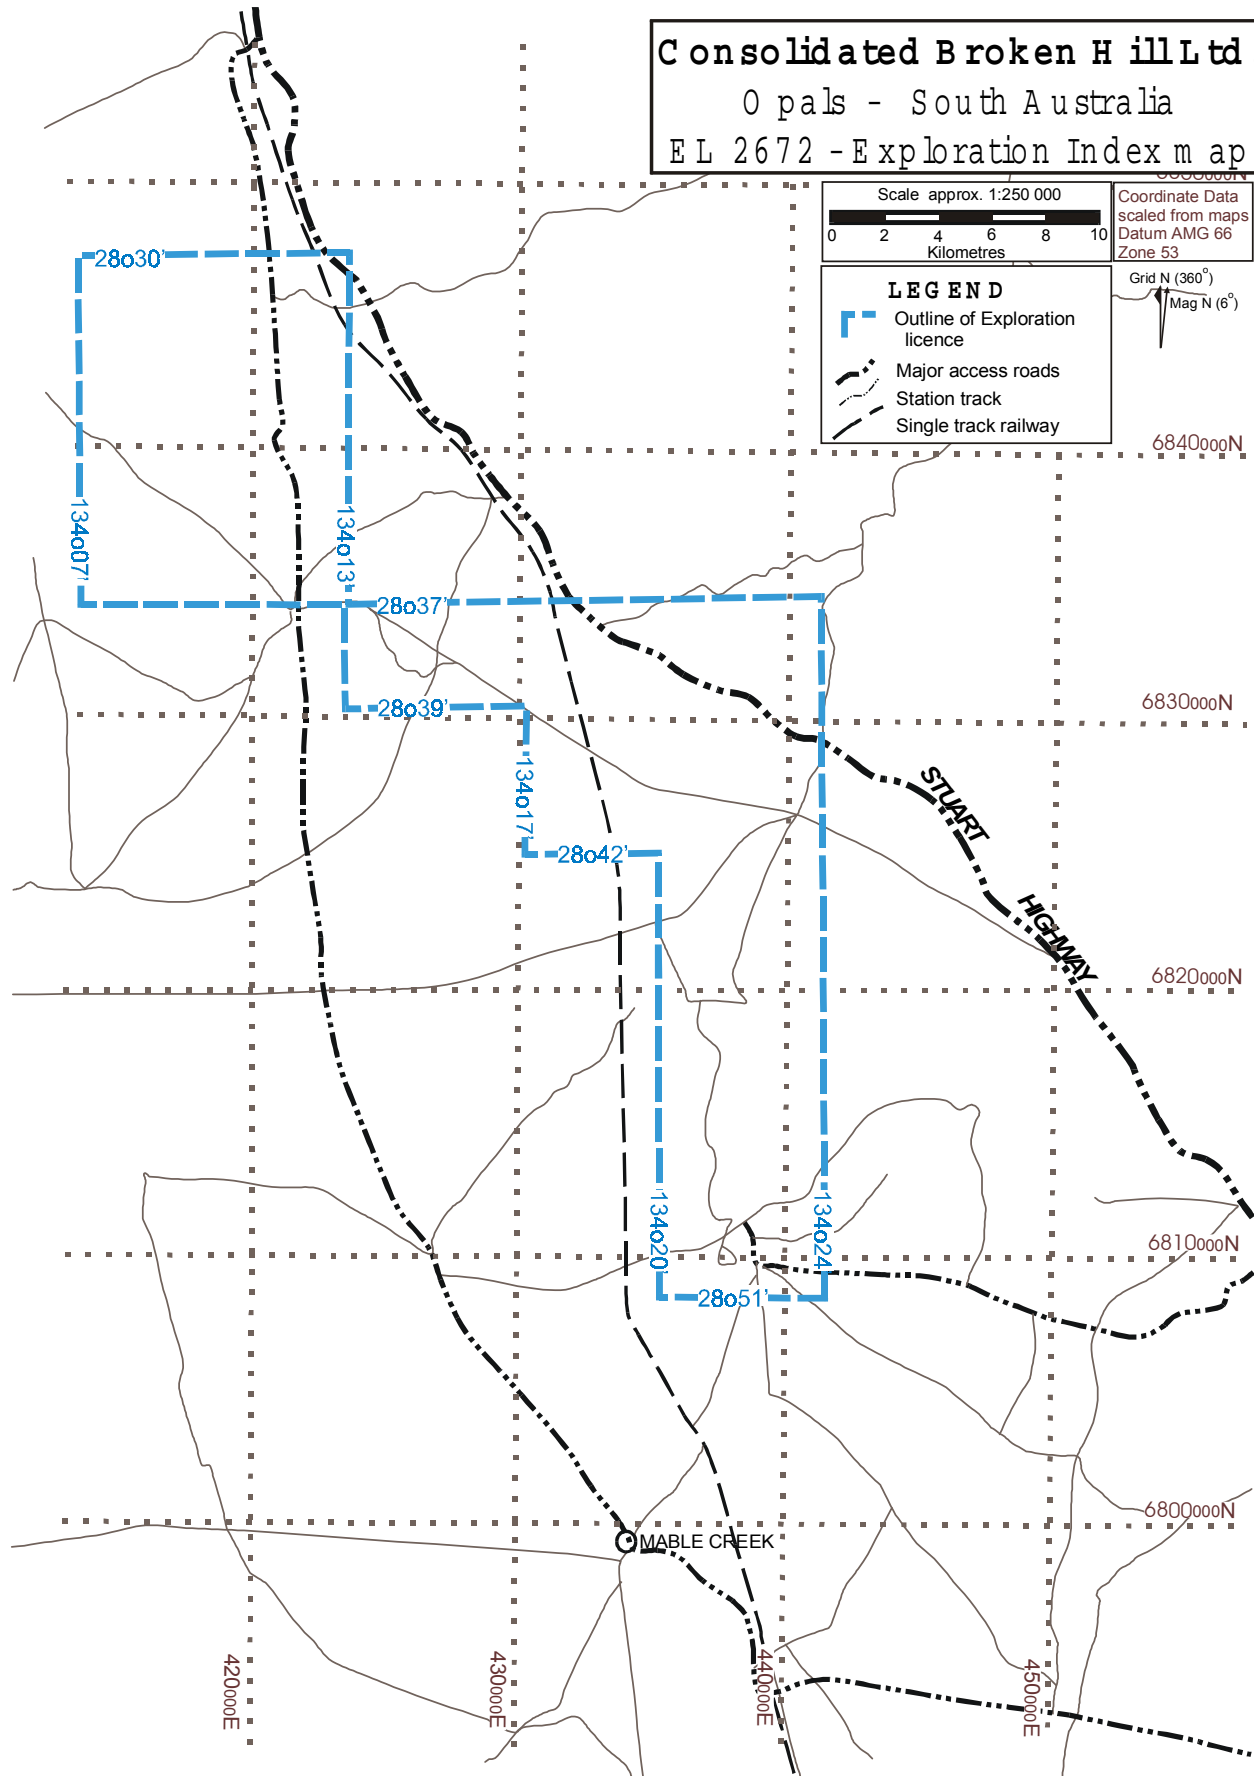 Consolidated Broken Hill Ltd
Opals - South Australia
EL 2672 - Exploration Index map
Scale approx. 1:250 000
0 2 4 6 8 10
Kilometres
Coordinate Data
scaled from maps
Datum AMG 66
Zone 53
Grid N (360°)
Mag N (6°)
LEGEND
Outline of Exploration
licence
Major access roads
Station track
Single track railway
28o30'
6840000N
134o07'
134o13'
28o37'
28o39'
6830000N
134o17'
STUART
28o42'
HIGHWAY
6820000N
134o20'
134o24'
6810000N
28o51'
6800000N
MABLE CREEK
420000E
430000E
440000E
450000E